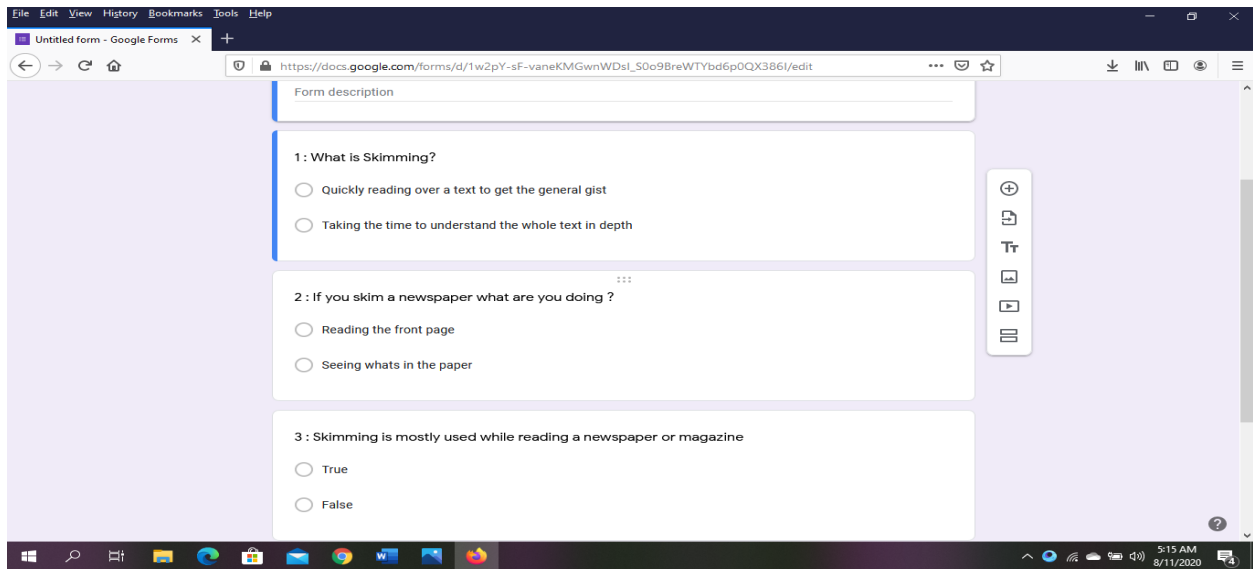 File Edit View History Bookmarks Tools Help
Untitled form - Google Forms
https://docs.google.com/forms/d/1w2pY-sF-vaneKMGwnWDsI_S0o9BreWTYbd6p0QX386I/edit
Form description
1 : What is Skimming?
Quickly reading over a text to get the general gist
Taking the time to understand the whole text in depth
Tт
2 : If you skim a newspaper what are you doing ?
Reading the front page
Seeing whats in the paper
3 : Skimming is mostly used while reading a newspaper or magazine
True
False
5:15 AM
8/11/2020
4